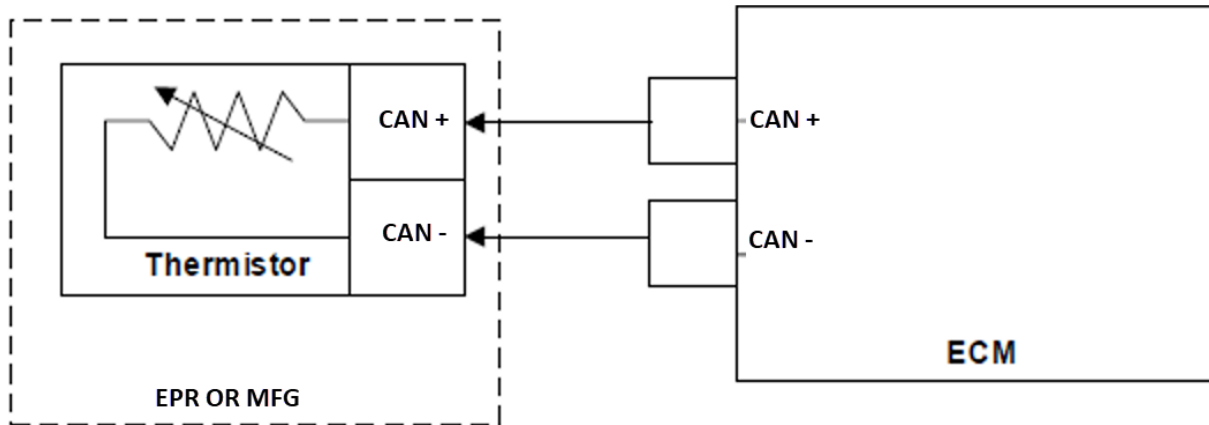 CAN +
CAN -
Thermistor
EPR OR MFG
CAN +
CAN -
ECM